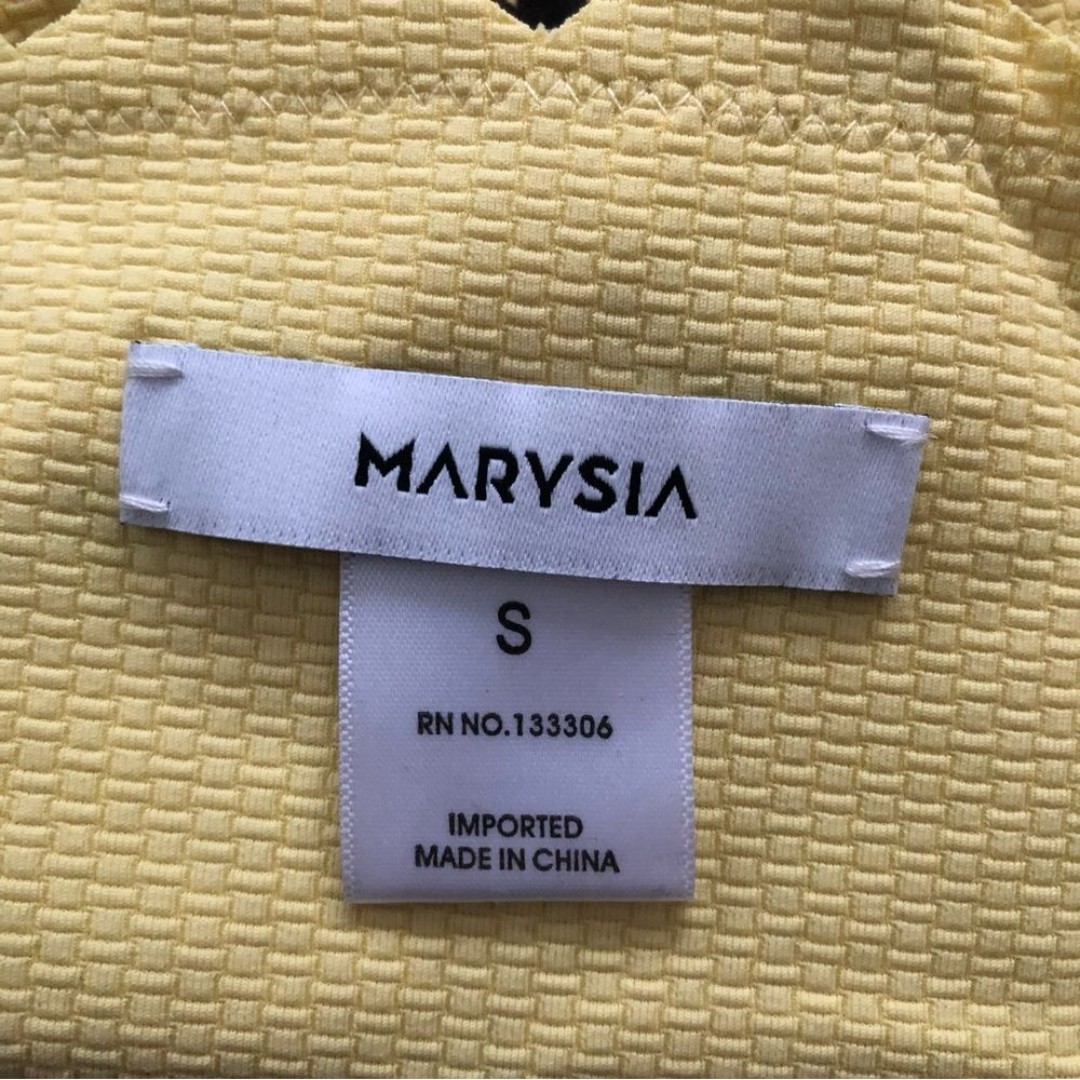 MARYSIA
S
RN NO.133306
IMPORTED
MADE IN CHINA